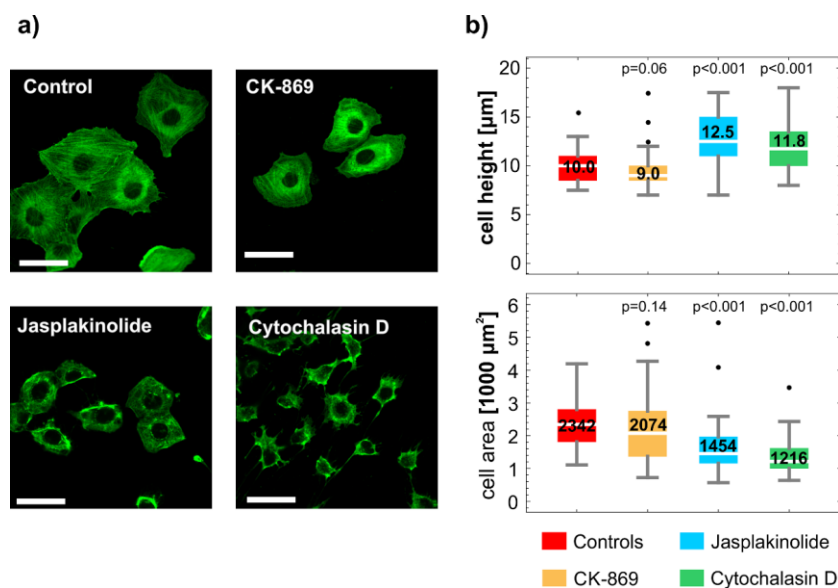 a)
Control
CK-869
Jasplakinolide
Cytochalasin D
b)
p=0.06 p<0.001 p<0.001
cell height [µm]
20
15
10
5
0
10.0
9.0
12.5
11.8
p=0.14 p<0.001 p<0.001
cell area [1000 µm²]
6
5
4
3
2
1
0
2342
2074
1454
1216
Controls
Jasplakinolide
CK-869
Cytochalasin D